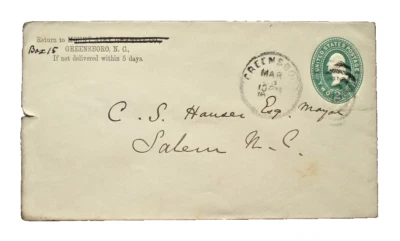 Return to
Box 15
GREENSBORO, N. C.,
If not delivered within 5 days.
GREENSBORO
MAR
UNITED STATES POSTAGE
C. S. Hauser Esq. Mayor
Salem N. C.